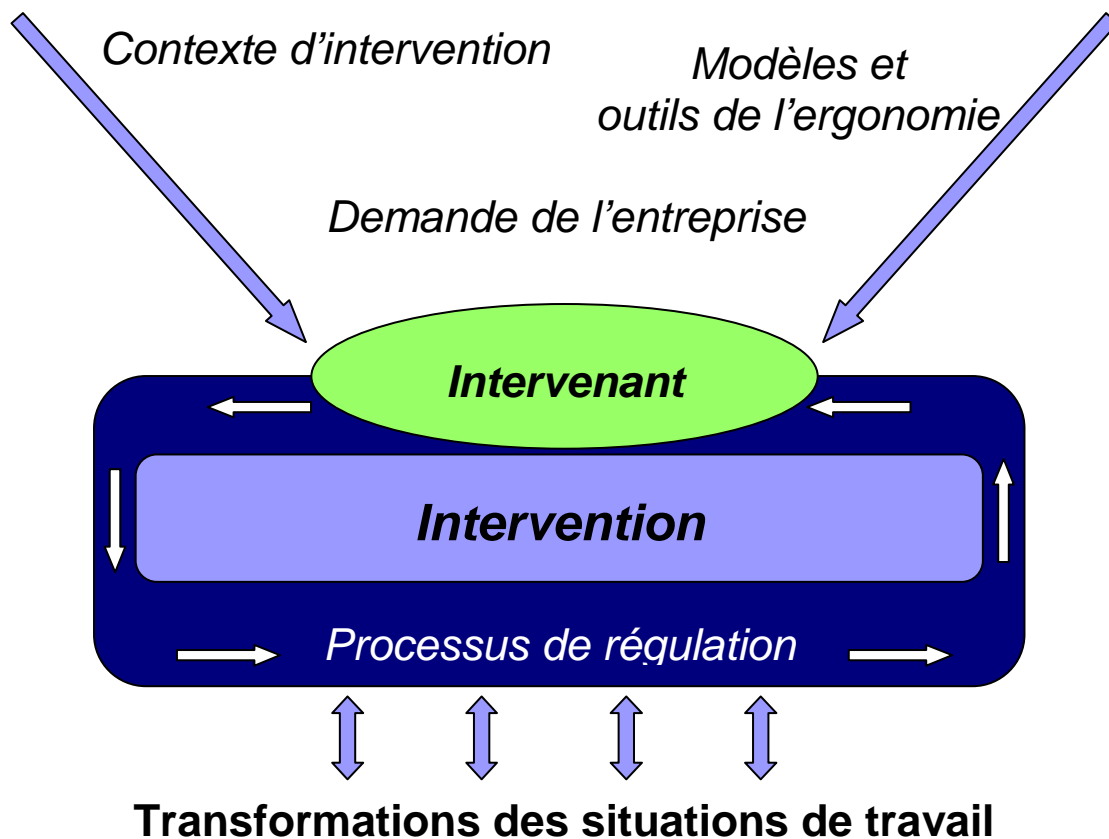 Contexte d’intervention
Modèles et
outils de l’ergonomie
Demande de l’entreprise
Intervenant
Intervention
Processus de régulation
Transformations des situations de travail